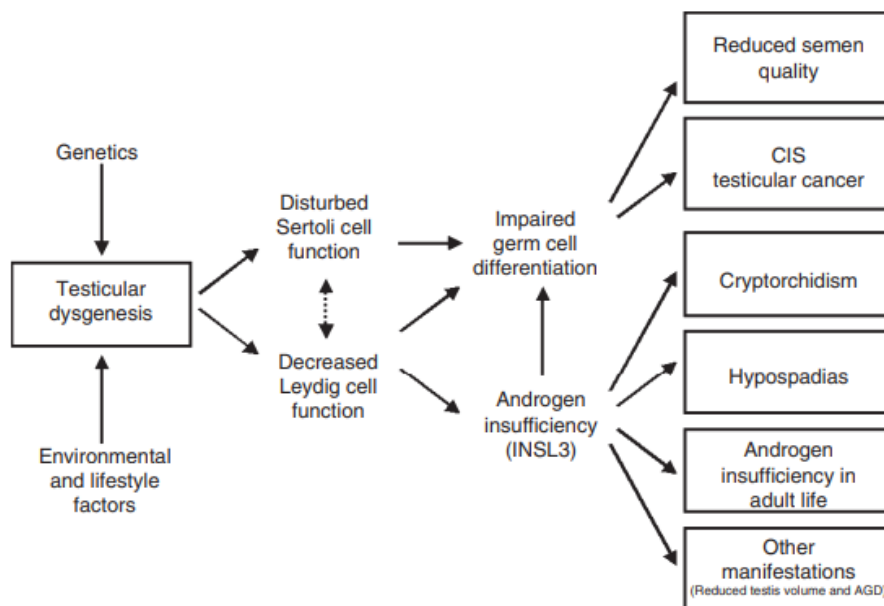 Genetics
Testicular
dysgenesis
Environmental
and lifestyle
factors
Disturbed
Sertoli cell
function
Decreased
Leydig cell
function
Impaired
germ cell
differentiation
Androgen
insufficiency
(INSL3)
Reduced semen
quality
CIS
testicular cancer
Cryptorchidism
Hypospadias
Androgen
insufficiency in
adult life
Other
manifestations
(Reduced testis volume and AGD)